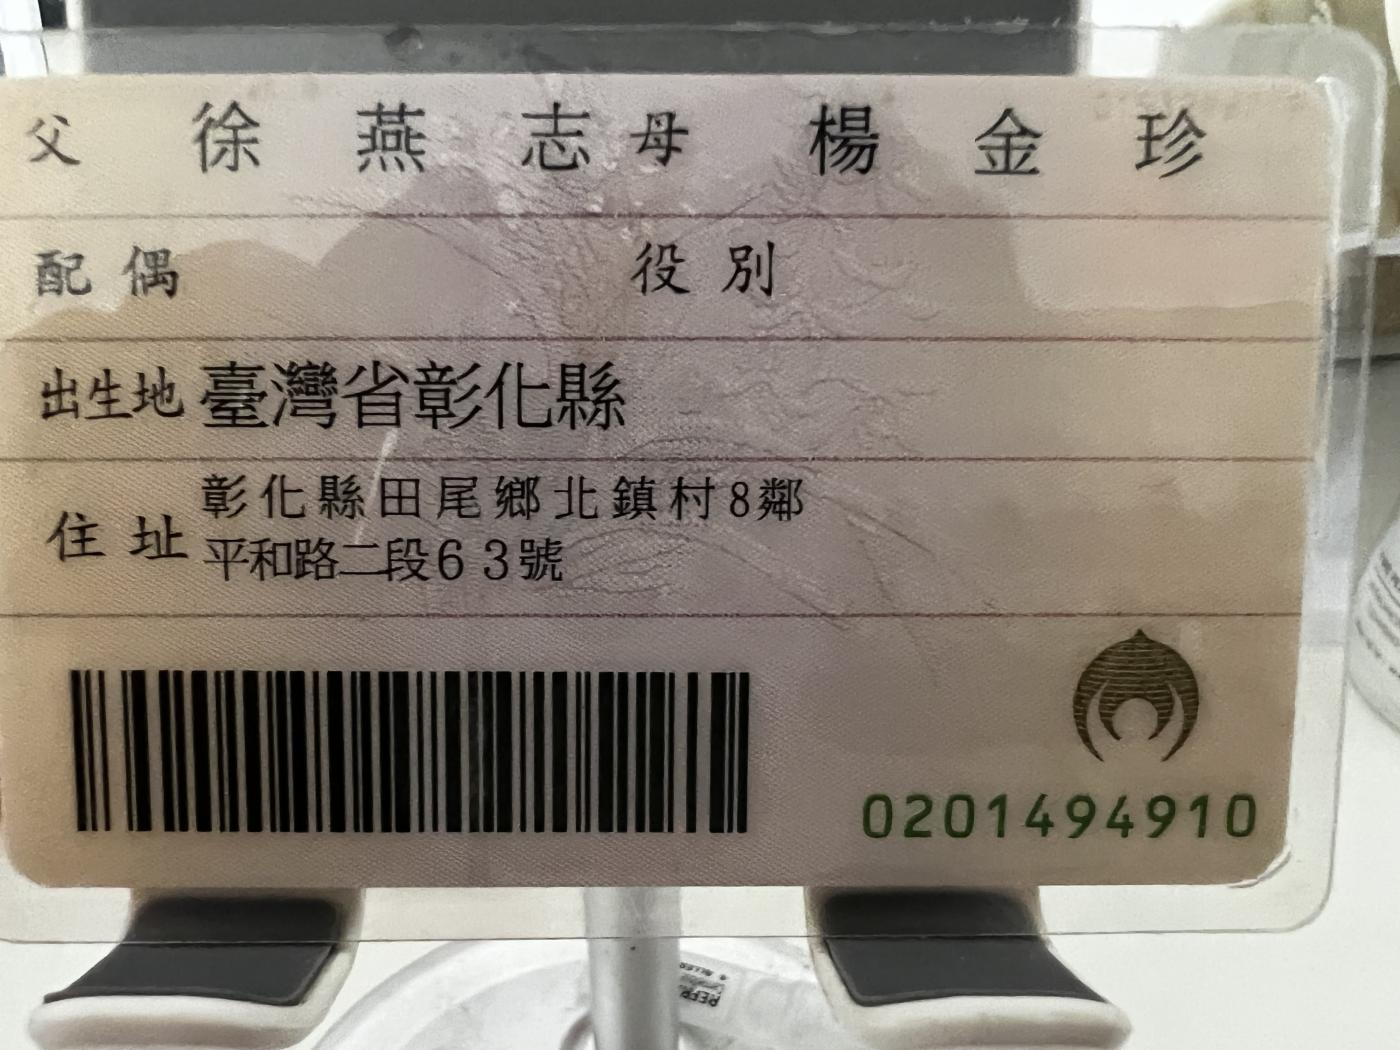 父 徐燕志 母 楊金珍
配偶 役別
出生地 臺灣省彰化縣
住址 彰化縣田尾鄉北鎮村8鄰
平和路二段63號
0201494910